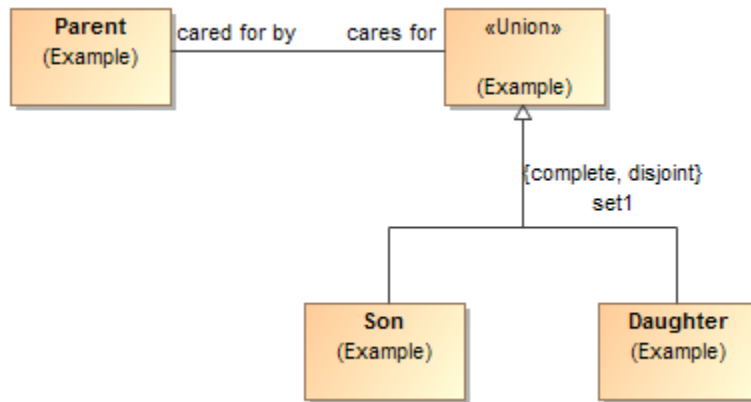 Parent
(Example)
cared for by
cares for
«Union»
(Example)
{complete, disjoint}
set1
Son
(Example)
Daughter
(Example)